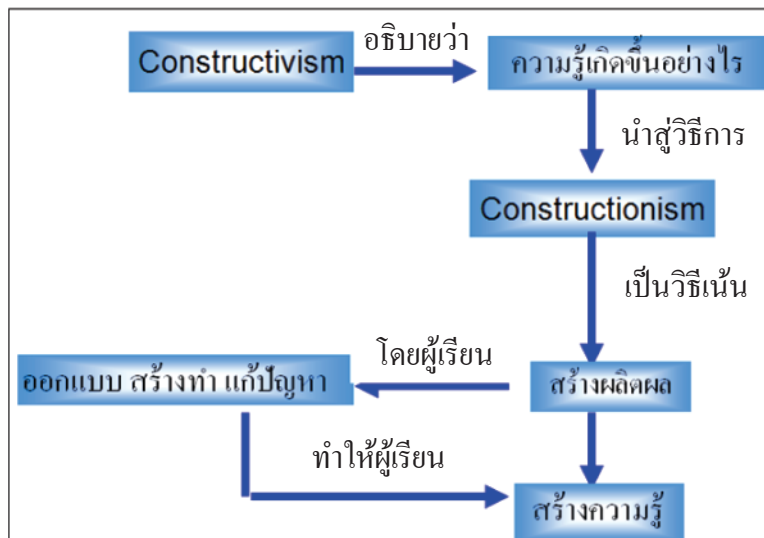 Constructivism
อธิบายว่า
ความรู้เกิดขึ้นอย่างไร
นำสู่วิธีการ
Constructionism
เป็นวิธีเน้น
สร้างผลิตผล
โดยผู้เรียน
ออกแบบ สร้างทำ แก้ปัญหา
ทำให้ผู้เรียน
สร้างความรู้